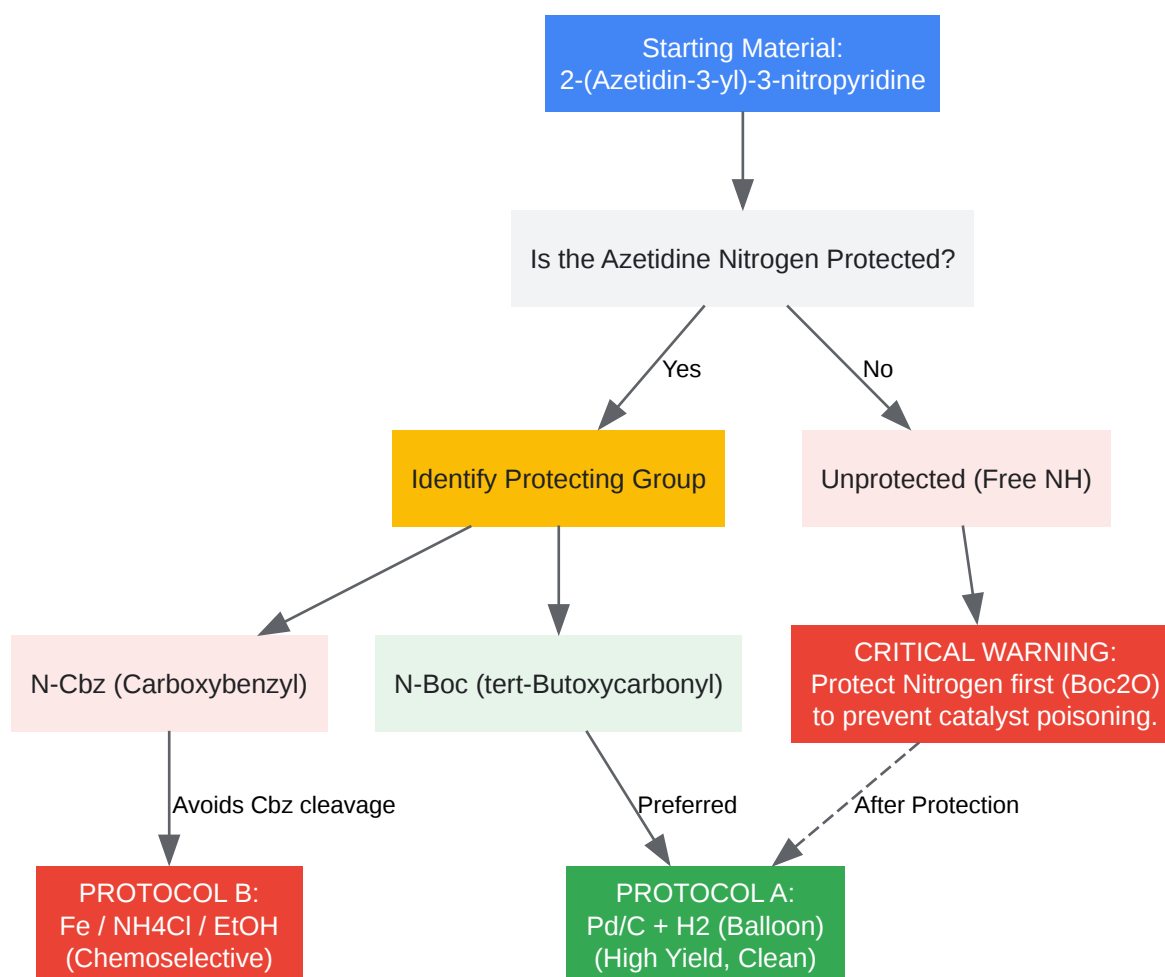 Starting Material:
2-(Azetidin-3-yl)-3-nitropyridine
Is the Azetidine Nitrogen Protected?
Yes
No
Identify Protecting Group
Unprotected (Free NH)
N-Cbz (Carboxybenzyl)
N-Boc (tert-Butoxycarbonyl)
CRITICAL WARNING:
Protect Nitrogen first (Boc2O)
to prevent catalyst poisoning.
Avoids Cbz cleavage
Preferred
After Protection
PROTOCOL B:
Fe / NH4Cl / EtOH
(Chemoselective)
PROTOCOL A:
Pd/C + H2 (Balloon)
(High Yield, Clean)